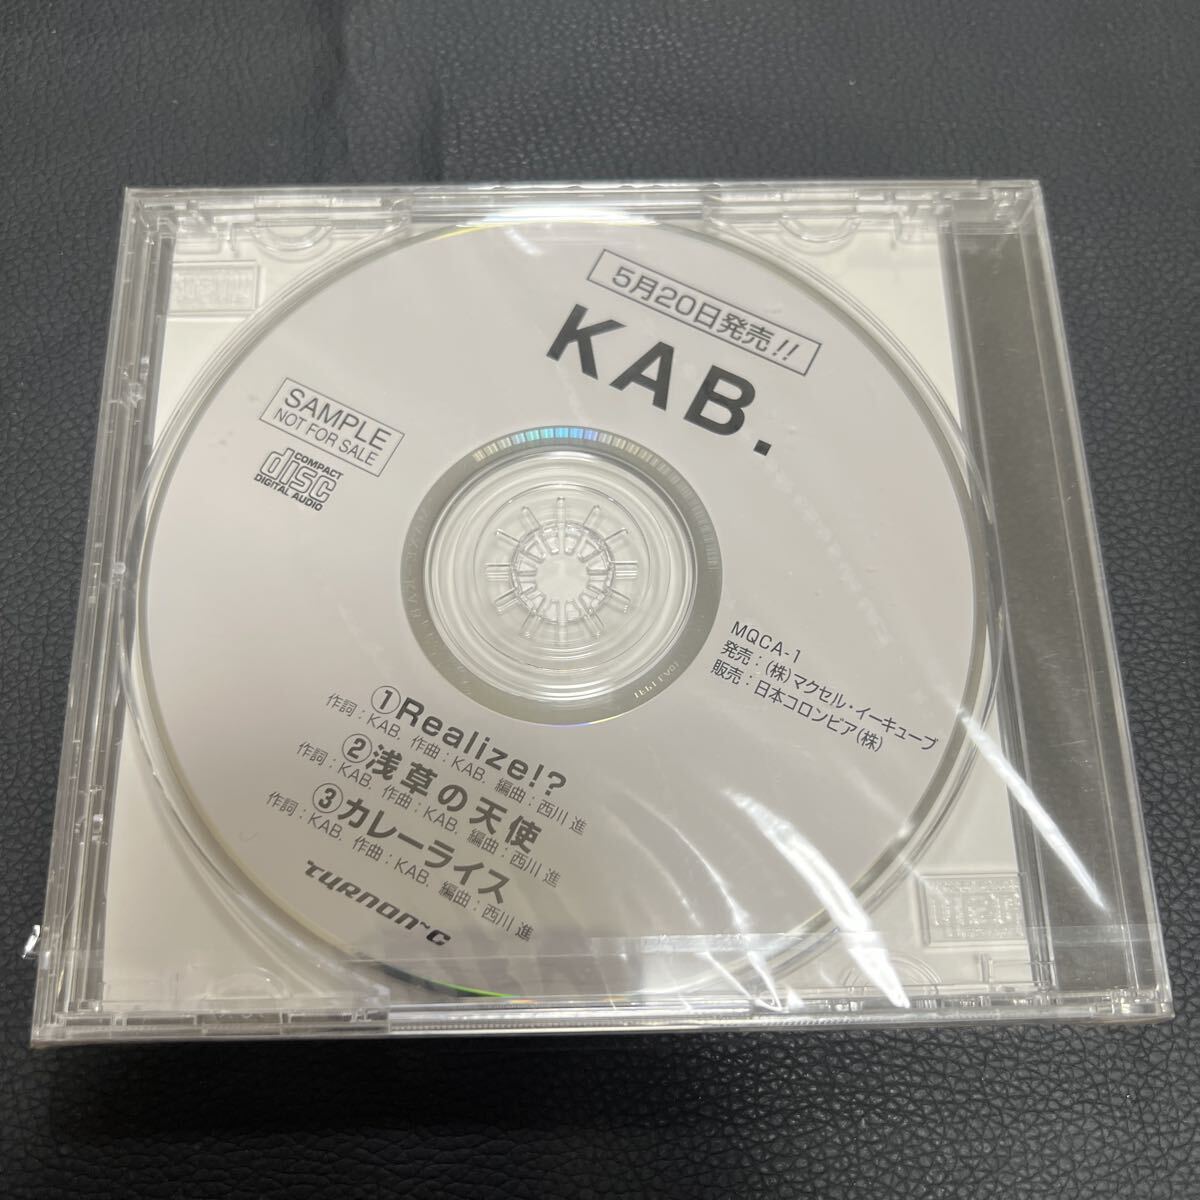 5月20日発売!!
KAB.
SAMPLE
NOT FOR SALE
COMPACT
disc
DIGITAL AUDIO
MQCA-1
発売：(株)マクセル・イーキューブ
販売：日本コロンビア(株)
①Realize!?
作詞：KAB. 作曲：KAB. 編曲：西川 進
②浅草の天使
作詞：KAB. 作曲：KAB. 編曲：西川 進
③カレーライス
作詞：KAB. 作曲：KAB. 編曲：西川 進
TURNON~C